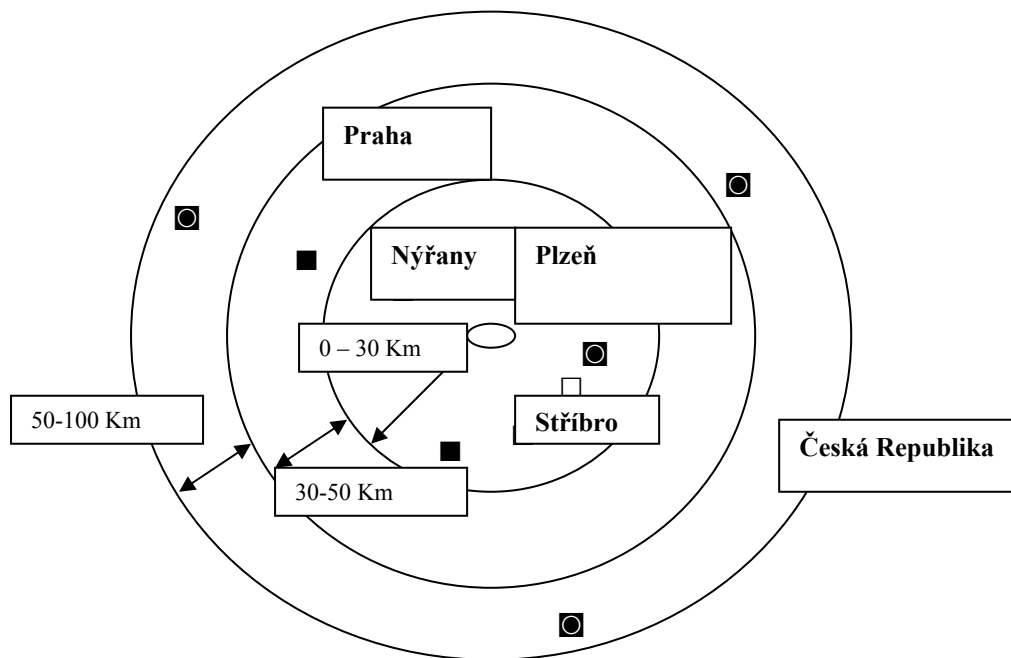 Praha
Nýřany
Plzeň
0 – 30 Km
50-100 Km
Stříbro
Česká Republika
30-50 Km